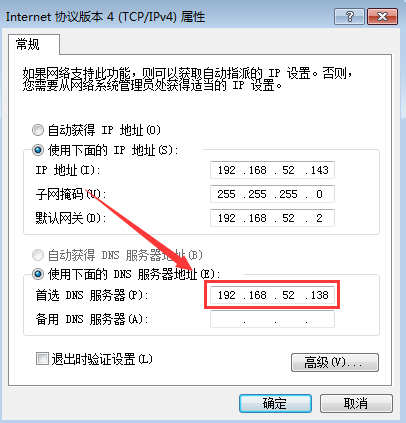 Internet 协议版本 4 (TCP/IPv4) 属性
常规
如果网络支持此功能，则可以获取自动指派的 IP 设置。否则，
您需要从网络系统管理员处获得适当的 IP 设置。
自动获得 IP 地址(O)
使用下面的 IP 地址(S):
IP 地址(I): 192 .168 .52 .143
子网掩码(U): 255 .255 .255 . 0
默认网关(D): 192 .168 .52 . 2
自动获得 DNS 服务器地址(B)
使用下面的 DNS 服务器地址(E):
首选 DNS 服务器(P): 192 .168 .52 .138
备用 DNS 服务器(A): . . .
退出时验证设置(L)
高级(V)...
确定 取消